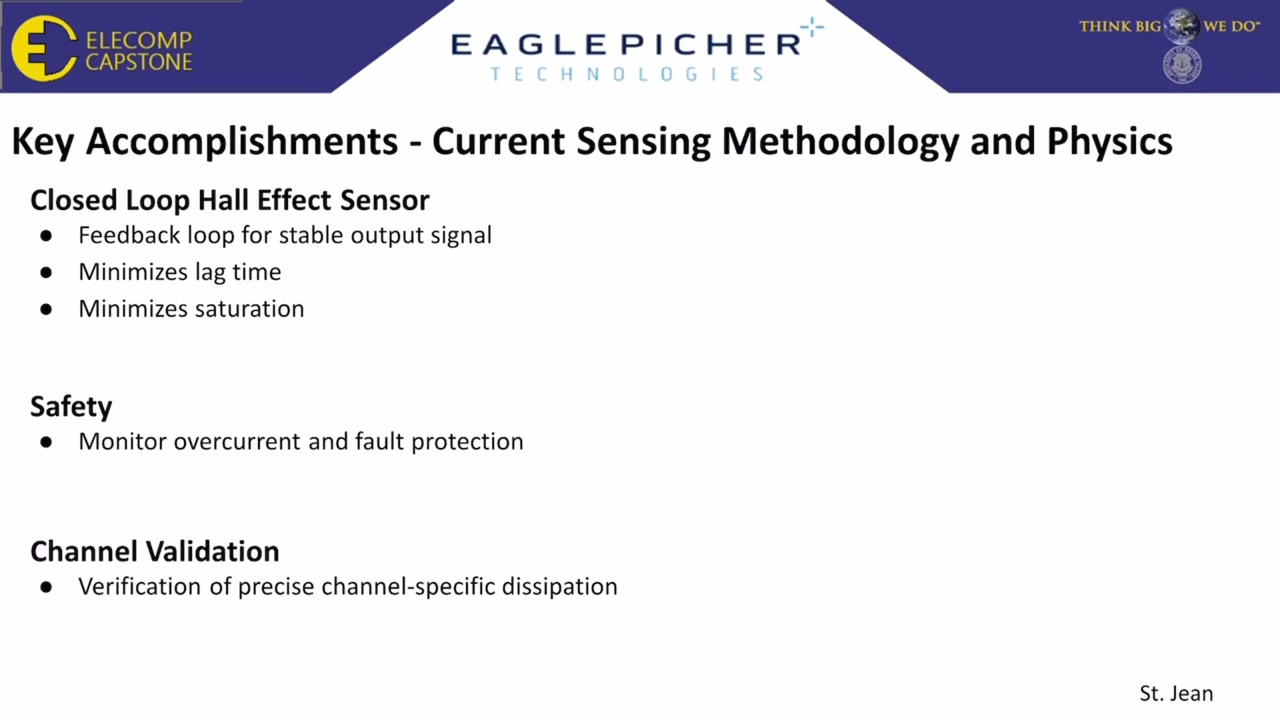 ELECOMP
CAPSTONE
EAGLEPICHER
TECHNOLOGIES
THINK BIG WE DO
Key Accomplishments - Current Sensing Methodology and Physics
Closed Loop Hall Effect Sensor
● Feedback loop for stable output signal
● Minimizes lag time
● Minimizes saturation
Safety
● Monitor overcurrent and fault protection
Channel Validation
● Verification of precise channel-specific dissipation
St. Jean